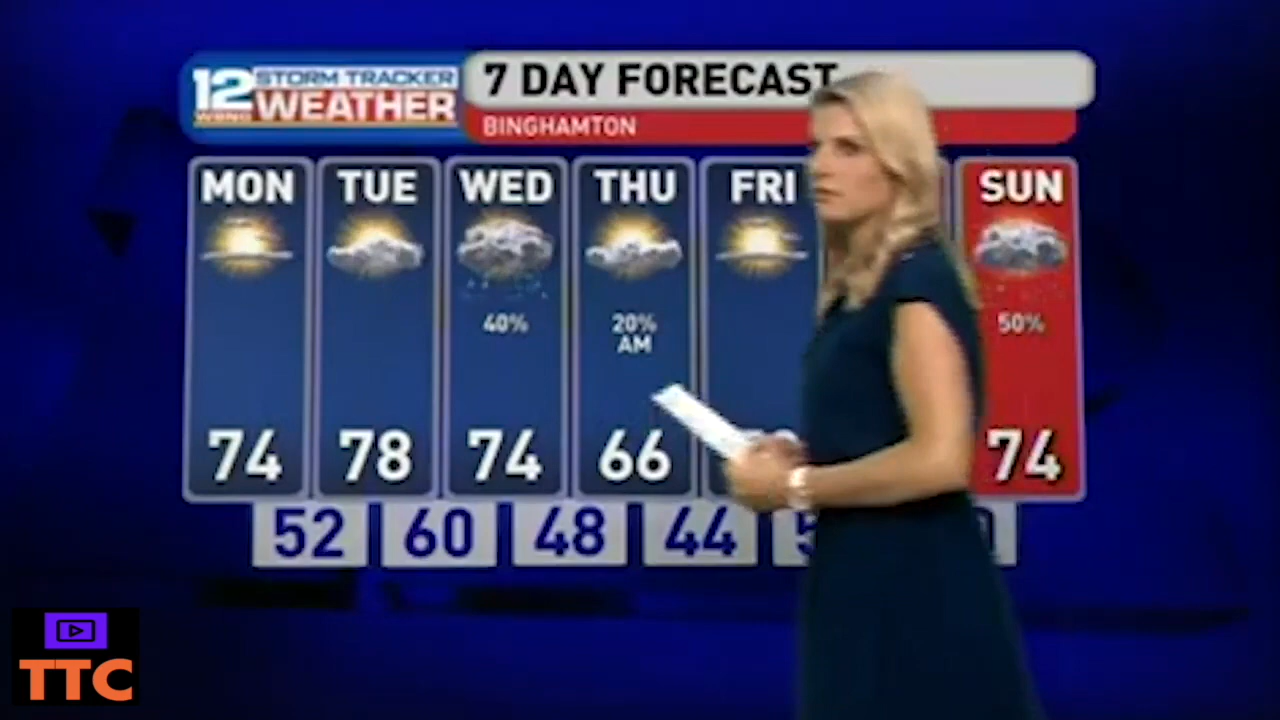 12 STORM TRACKER
WEATHER
7 DAY FORECAST
BINGHAMTON
MON TUE WED THU FRI SUN
40% 20% 50%
AM
74 78 74 66 74
52 60 48 44
TTC